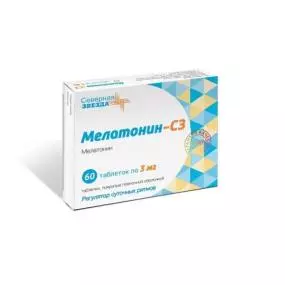 Северная
ЗВЕЗДА
Мелотонин-СЗ
Мелатонин
60 таблеток по 3 мг
таблетки, покрытые пленочной оболочкой
Регулятор суточных ритмов